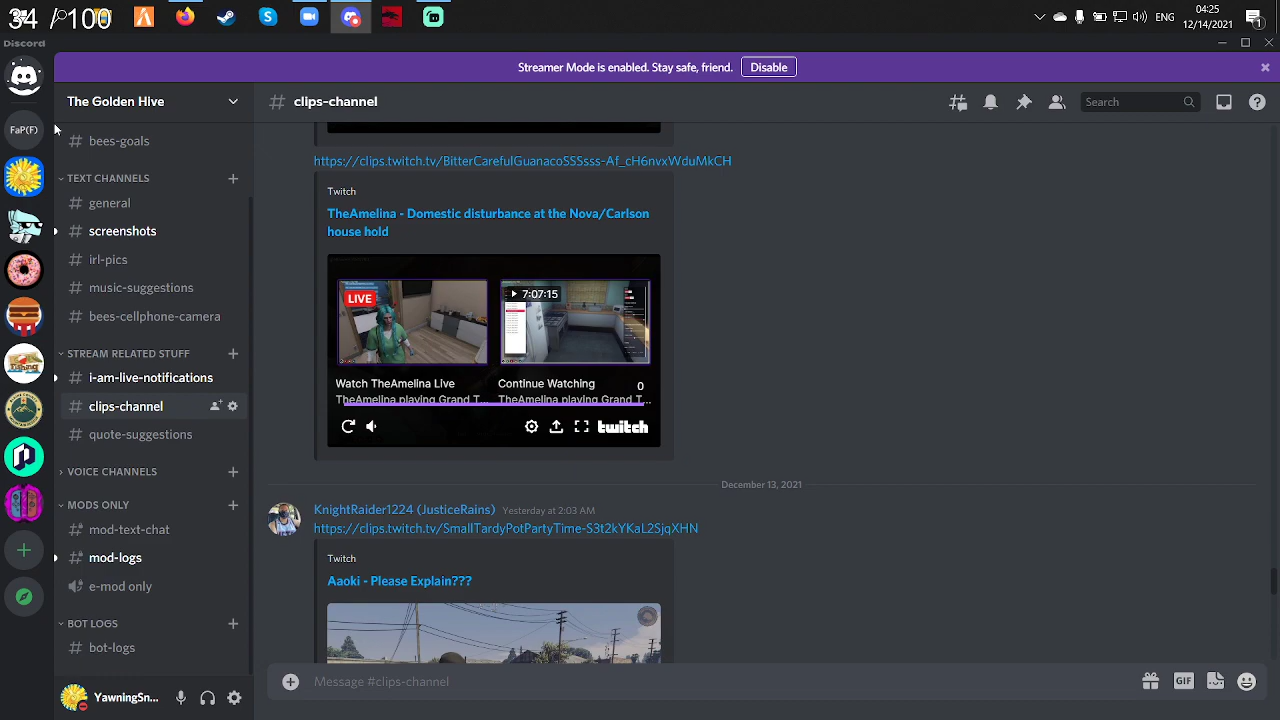 34 / 100
ENG
04:25
12/14/2021
1
Discord
Streamer Mode is enabled. Stay safe, friend.
Disable
The Golden Hive
clips-channel
Search
FaP(F)
bees-goals
TEXT CHANNELS
general
screenshots
irl-pics
music-suggestions
bees-cellphone-camera
STREAM RELATED STUFF
i-am-live-notifications
clips-channel
quote-suggestions
VOICE CHANNELS
MODS ONLY
mod-text-chat
mod-logs
e-mod only
BOT LOGS
bot-logs
YawningSn...
https://clips.twitch.tv/BitterCarefulGuanacoSSSsss-Af_cH6nvxWduMkCH
Twitch
TheAmelina - Domestic disturbance at the Nova/Carlson
house hold
LIVE
7:07:15
Watch TheAmelina Live
TheAmelina playing Grand T...
Continue Watching
0
TheAmelina playing Grand T...
twitch
December 13, 2021
KnightRaider1224 (JusticeRains) Yesterday at 2:03 AM
https://clips.twitch.tv/SmallTardyPotPartyTime-S3t2kYKaL2SjqXHN
Twitch
Aaoki - Please Explain???
Message #clips-channel
GIF